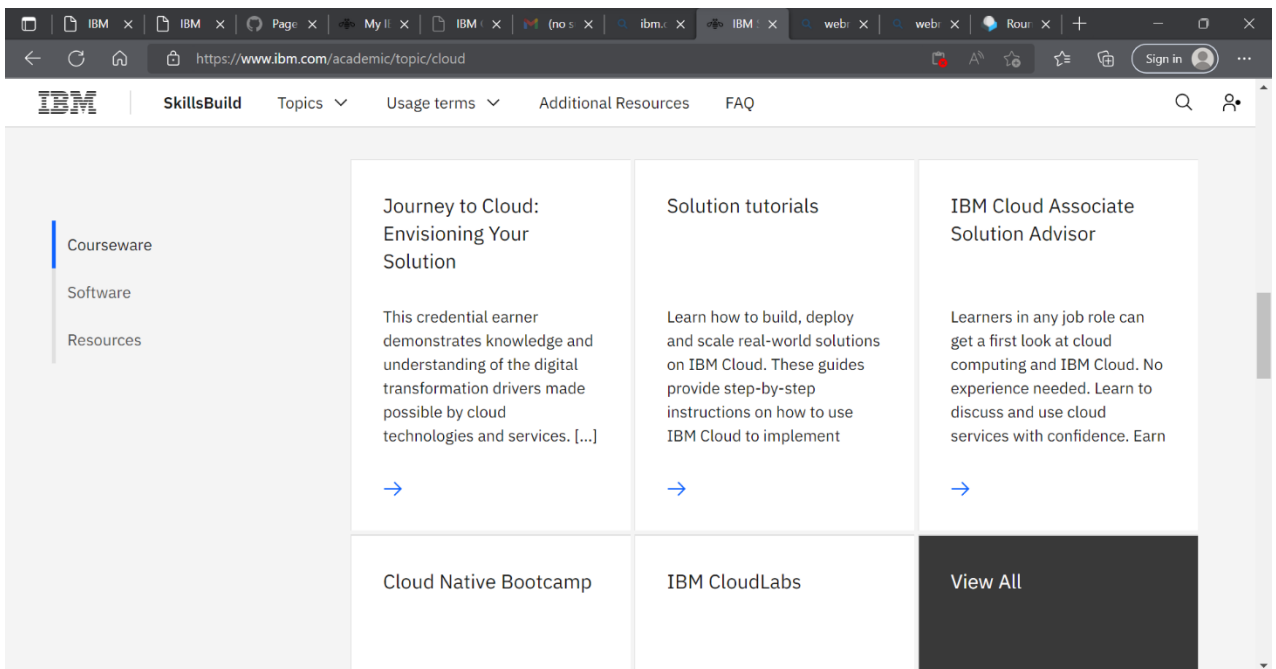 IBM
IBM
Page
My II
IBM
(no s
ibm.c
IBM
webr
webr
Roun
https://www.ibm.com/academic/topic/cloud
Sign in
IBM
SkillsBuild
Topics
Usage terms
Additional Resources
FAQ
Courseware
Software
Resources
Journey to Cloud:
Envisioning Your
Solution
This credential earner
demonstrates knowledge and
understanding of the digital
transformation drivers made
possible by cloud
technologies and services. [...]
Solution tutorials
Learn how to build, deploy
and scale real-world solutions
on IBM Cloud. These guides
provide step-by-step
instructions on how to use
IBM Cloud to implement
IBM Cloud Associate
Solution Advisor
Learners in any job role can
get a first look at cloud
computing and IBM Cloud. No
experience needed. Learn to
discuss and use cloud
services with confidence. Earn
Cloud Native Bootcamp
IBM CloudLabs
View All